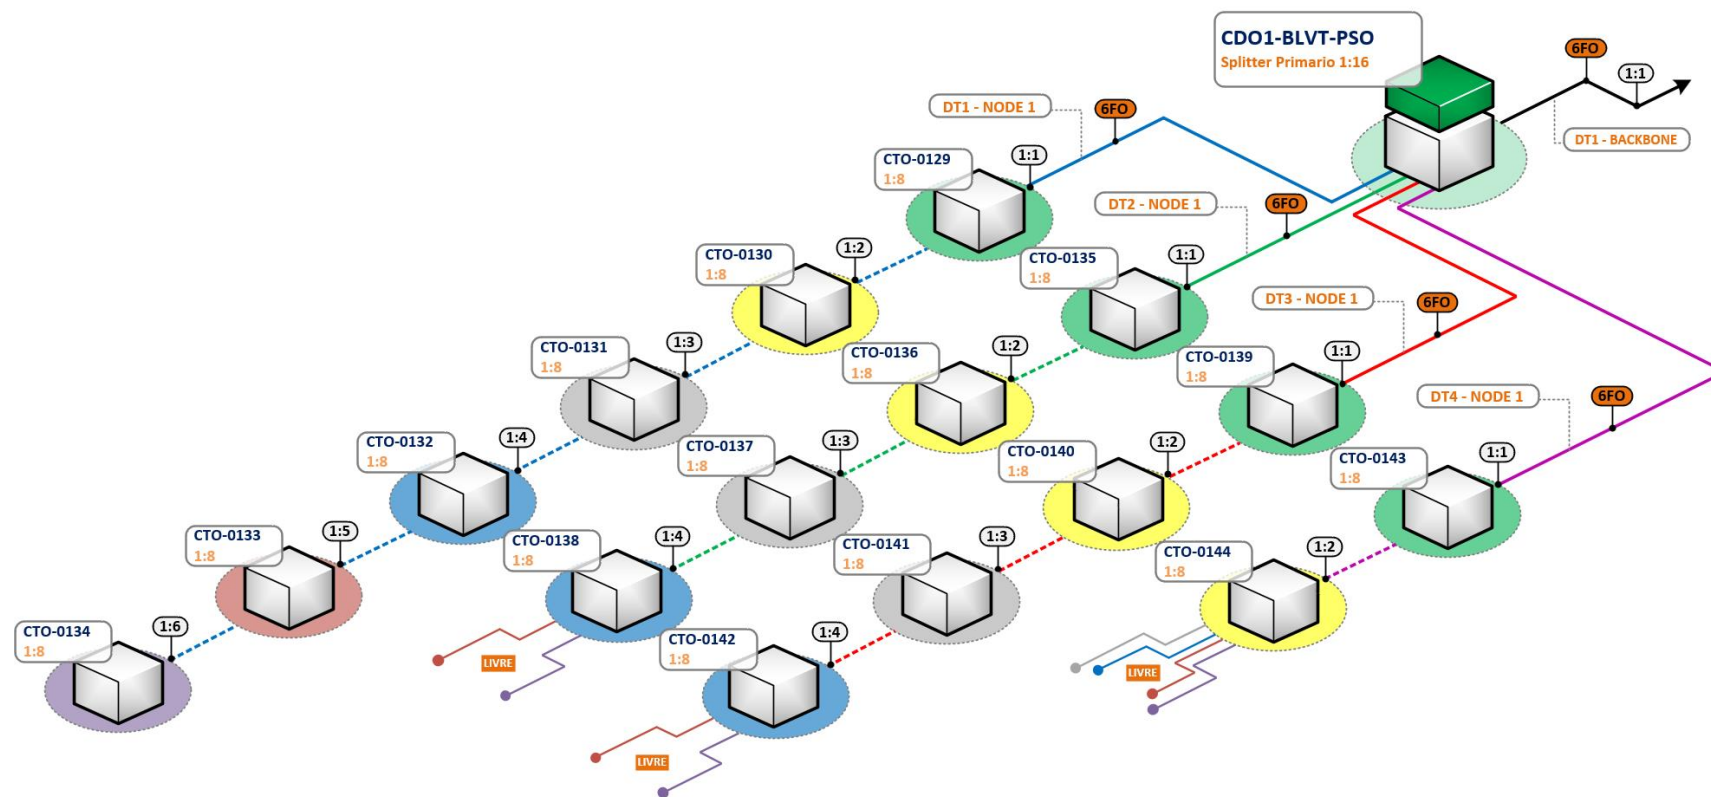 CDO1-BLVT-PSO
Splitter Primario 1:16
6FO
1:1
DT1 - BACKBONE
DT1 - NODE 1
6FO
CTO-0129
1:8
1:1
CTO-0130
1:8
1:2
CTO-0131
1:8
1:3
CTO-0132
1:8
1:4
CTO-0133
1:8
1:5
CTO-0134
1:8
1:6
DT2 - NODE 1
6FO
CTO-0135
1:8
1:1
CTO-0136
1:8
1:2
CTO-0137
1:8
1:3
CTO-0138
1:8
1:4
LIVRE
DT3 - NODE 1
6FO
CTO-0139
1:8
1:1
CTO-0140
1:8
1:2
CTO-0141
1:8
1:3
CTO-0142
1:8
1:4
LIVRE
DT4 - NODE 1
6FO
CTO-0143
1:8
1:1
CTO-0144
1:8
1:2
LIVRE